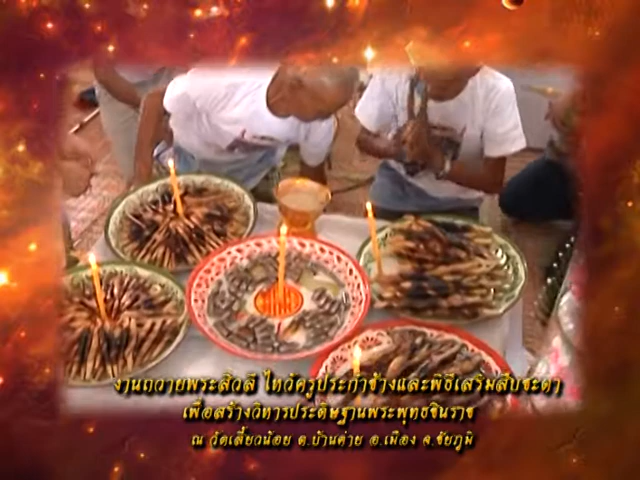 งานถวายพระสิวลี ไหว้ครูประกำช้างและพิธีเสริมสืบชะตา
เพื่อสร้างวิหารประดิษฐานพระพุทธชินราช
ณ วัดเสี้ยวน้อย ต.บ้านค่าย อ.เมือง จ.ชัยภูมิ